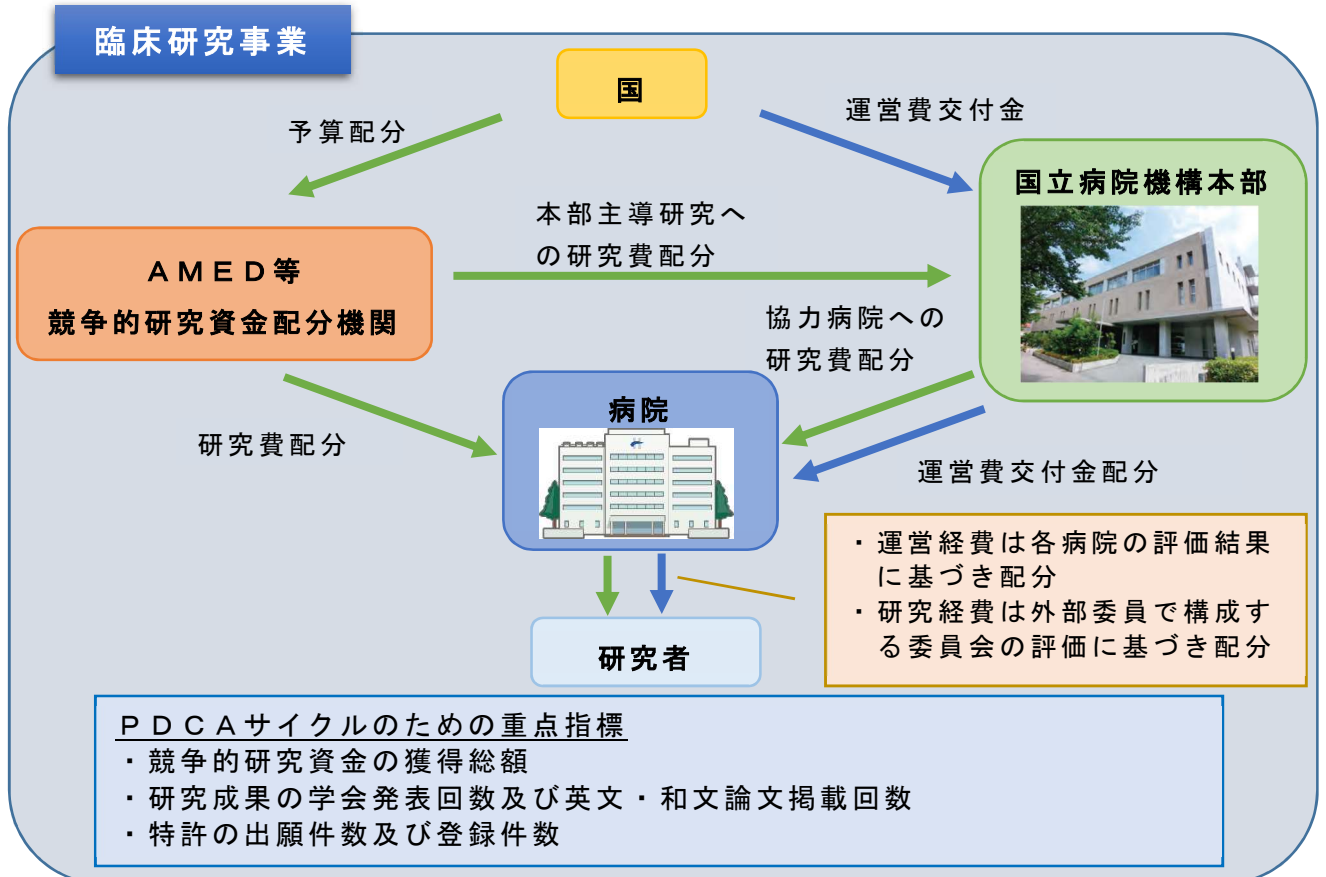 臨床研究事業
国
予算配分
運営費交付金
国立病院機構本部
本部主導研究へ
の研究費配分
ＡＭＥＤ等
競争的研究資金配分機関
協力病院への
研究費配分
病院
研究費配分
運営費交付金配分
・運営経費は各病院の評価結果
に基づき配分
・研究経費は外部委員で構成す
る委員会の評価に基づき配分
研究者
ＰＤＣＡサイクルのための重点指標
・競争的研究資金の獲得総額
・研究成果の学会発表回数及び英文・和文論文掲載回数
・特許の出願件数及び登録件数